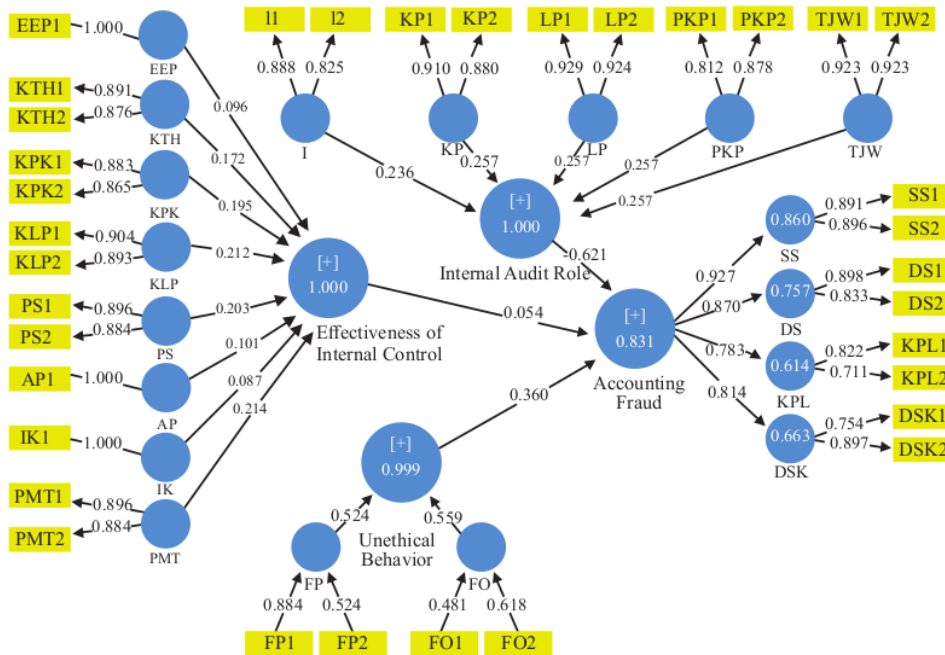 I1 I2 KP1 KP2 LP1 LP2 PKP1 PKP2 TJW1 TJW2
0.888 0.825 0.910 0.880 0.929 0.924 0.812 0.878 0.923 0.923
I KP LP PKP TJW
0.236 0.257 0.257 0.257 0.257
[+]
1.000
Internal Audit Role
EEP1 1.000 EEP 0.096
KTH1 0.891
KTH2 0.876
KTH 0.172
KPK1 0.883
KPK2 0.865
KPK 0.195
KLP1 0.904
KLP2 0.893
KLP 0.212
PS1 0.896
PS2 0.884
PS 0.203
AP1 1.000 AP 0.101
IK1 1.000 IK 0.087
PMT1 0.896
PMT2 0.884
PMT 0.214
[+]
1.000
Effectiveness of
Internal Control
0.054
-0.621
0.360
[+]
0.831
Accounting
Fraud
[+]
0.999
Unethical
Behavior
0.524 0.559
FP FO
0.884 0.524 0.481 0.618
FP1 FP2 FO1 FO2
0.927 0.860 SS
0.891 SS1
0.896 SS2
0.870 0.757 DS
0.898 DS1
0.833 DS2
0.783 0.614 KPL
0.822 KPL1
0.711 KPL2
0.814 0.663 DSK
0.754 DSK1
0.897 DSK2